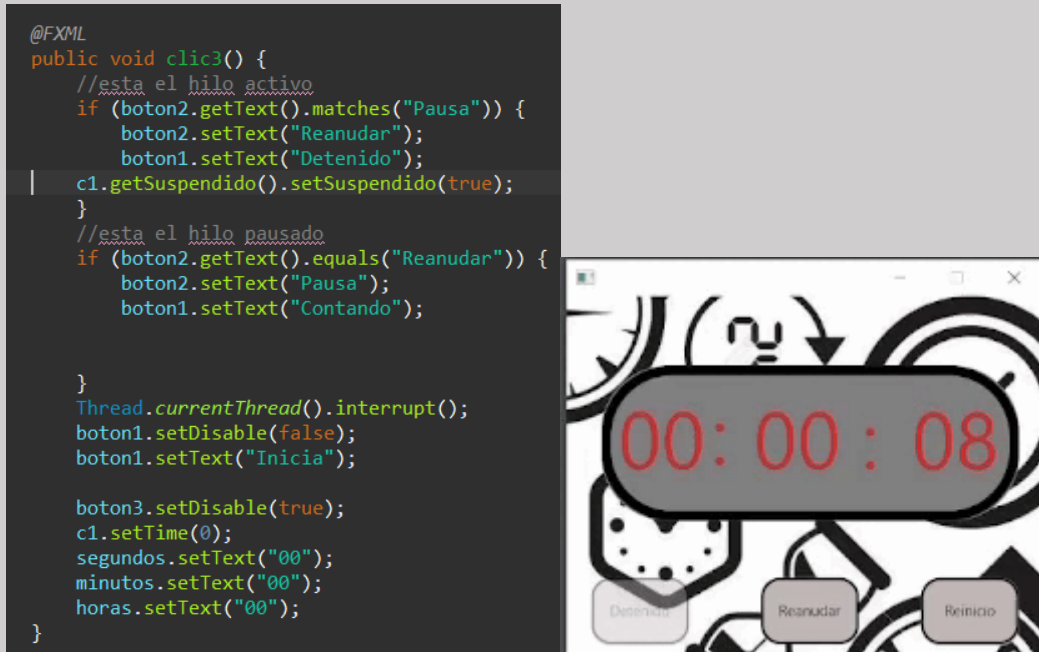 @FXML
public void clic3() {
//esta el hilo activo
if (boton2.getText().matches("Pausa")) {
boton2.setText("Reanudar");
boton1.setText("Detenido");
c1.getSuspendido().setSuspendido(true);
}
//esta el hilo pausado
if (boton2.getText().equals("Reanudar")) {
boton2.setText("Pausa");
boton1.setText("Contando");
}
Thread.currentThread().interrupt();
boton1.setDisable(false);
boton1.setText("Inicia");
boton3.setDisable(true);
c1.setTime(0);
segundos.setText("00");
minutos.setText("00");
horas.setText("00");
}
00: 00 : 08
Detenido Reanudar Reinicio